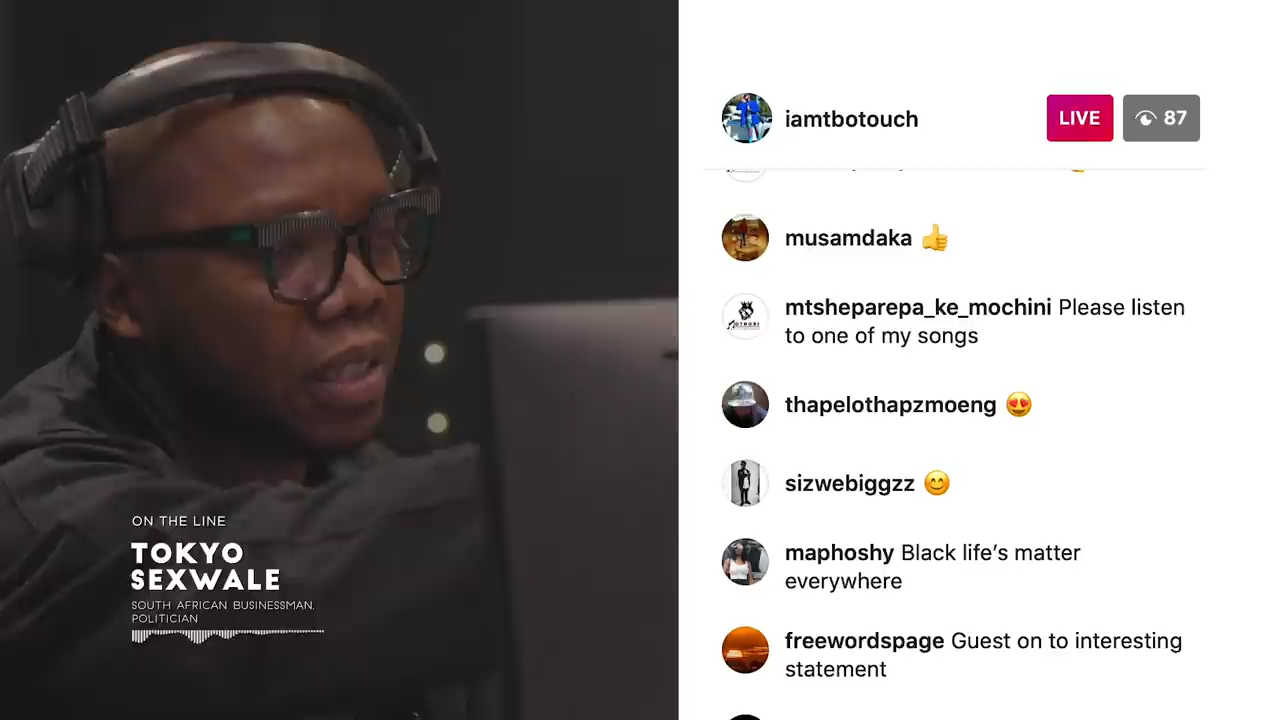 iamtbotouch
LIVE
87
musamdaka 👍
mtsheparepa_ke_mochini Please listen
to one of my songs
thapelothapzmoeng 😍
sizwebiggzz 😊
maphoshy Black life’s matter
everywhere
freewordspage Guest on to interesting
statement
ON THE LINE
TOKYO
SEXWALE
SOUTH AFRICAN BUSINESSMAN,
POLITICIAN